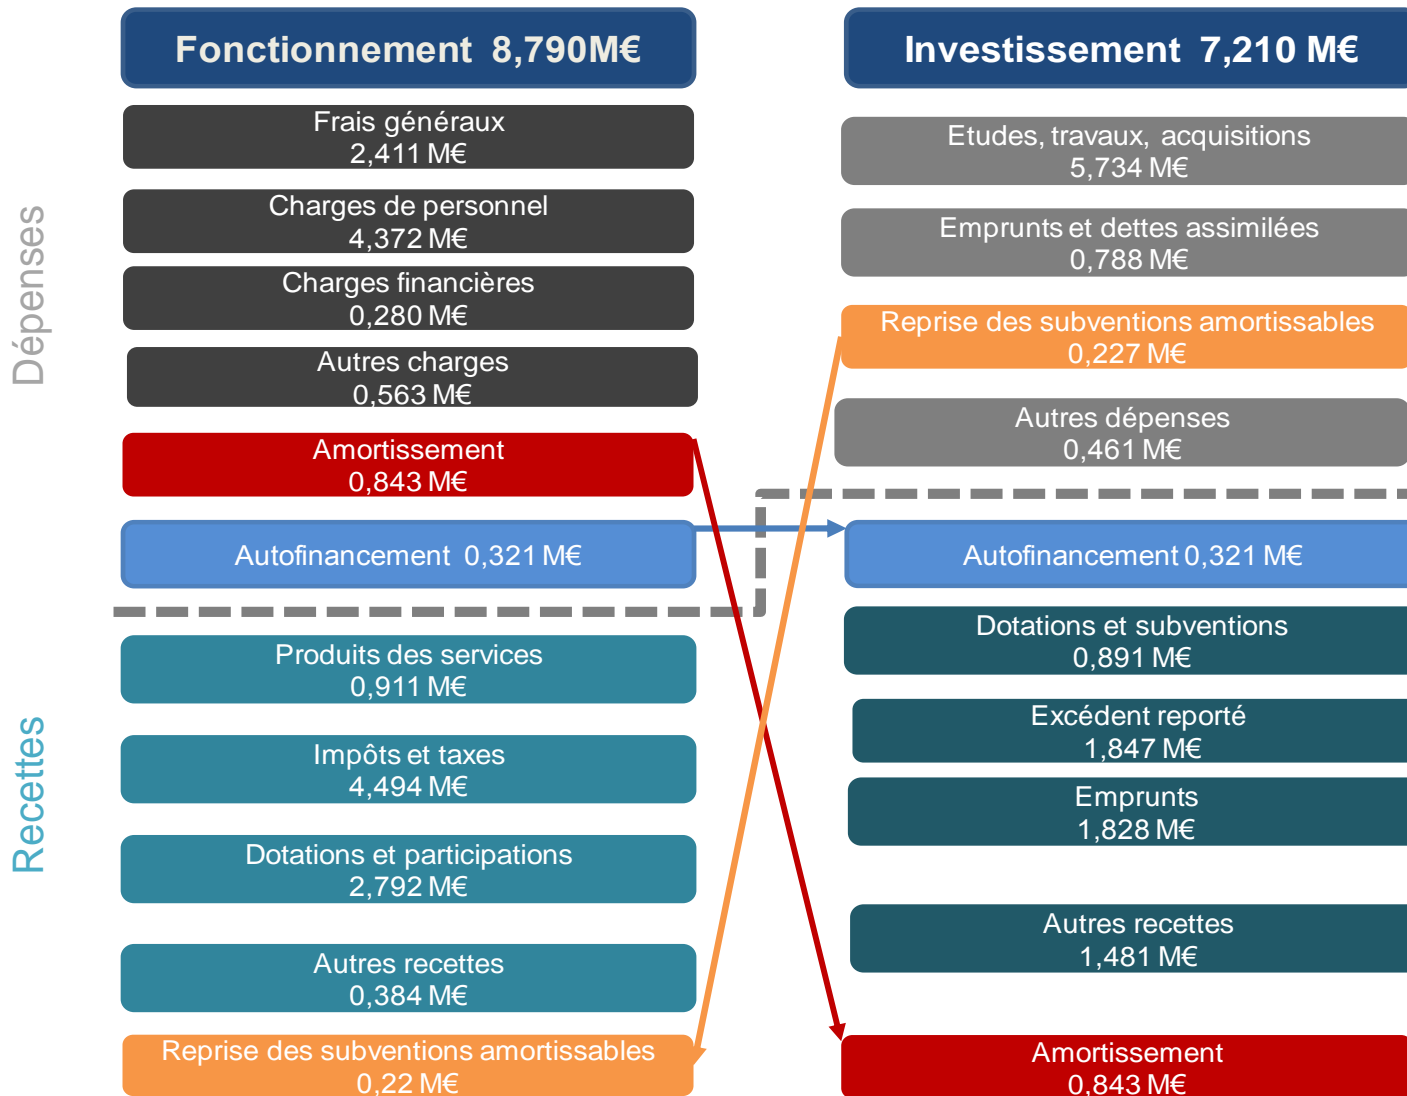 Fonctionnement 8,790M€
Dépenses
Frais généraux
2,411 M€
Charges de personnel
4,372 M€
Charges financières
0,280 M€
Autres charges
0,563 M€
Amortissement
0,843 M€
Autofinancement 0,321 M€
Recettes
Produits des services
0,911 M€
Impôts et taxes
4,494 M€
Dotations et participations
2,792 M€
Autres recettes
0,384 M€
Reprise des subventions amortissables
0,22 M€
Investissement 7,210 M€
Etudes, travaux, acquisitions
5,734 M€
Emprunts et dettes assimilées
0,788 M€
Reprise des subventions amortissables
0,227 M€
Autres dépenses
0,461 M€
Autofinancement 0,321 M€
Dotations et subventions
0,891 M€
Excédent reporté
1,847 M€
Emprunts
1,828 M€
Autres recettes
1,481 M€
Amortissement
0,843 M€